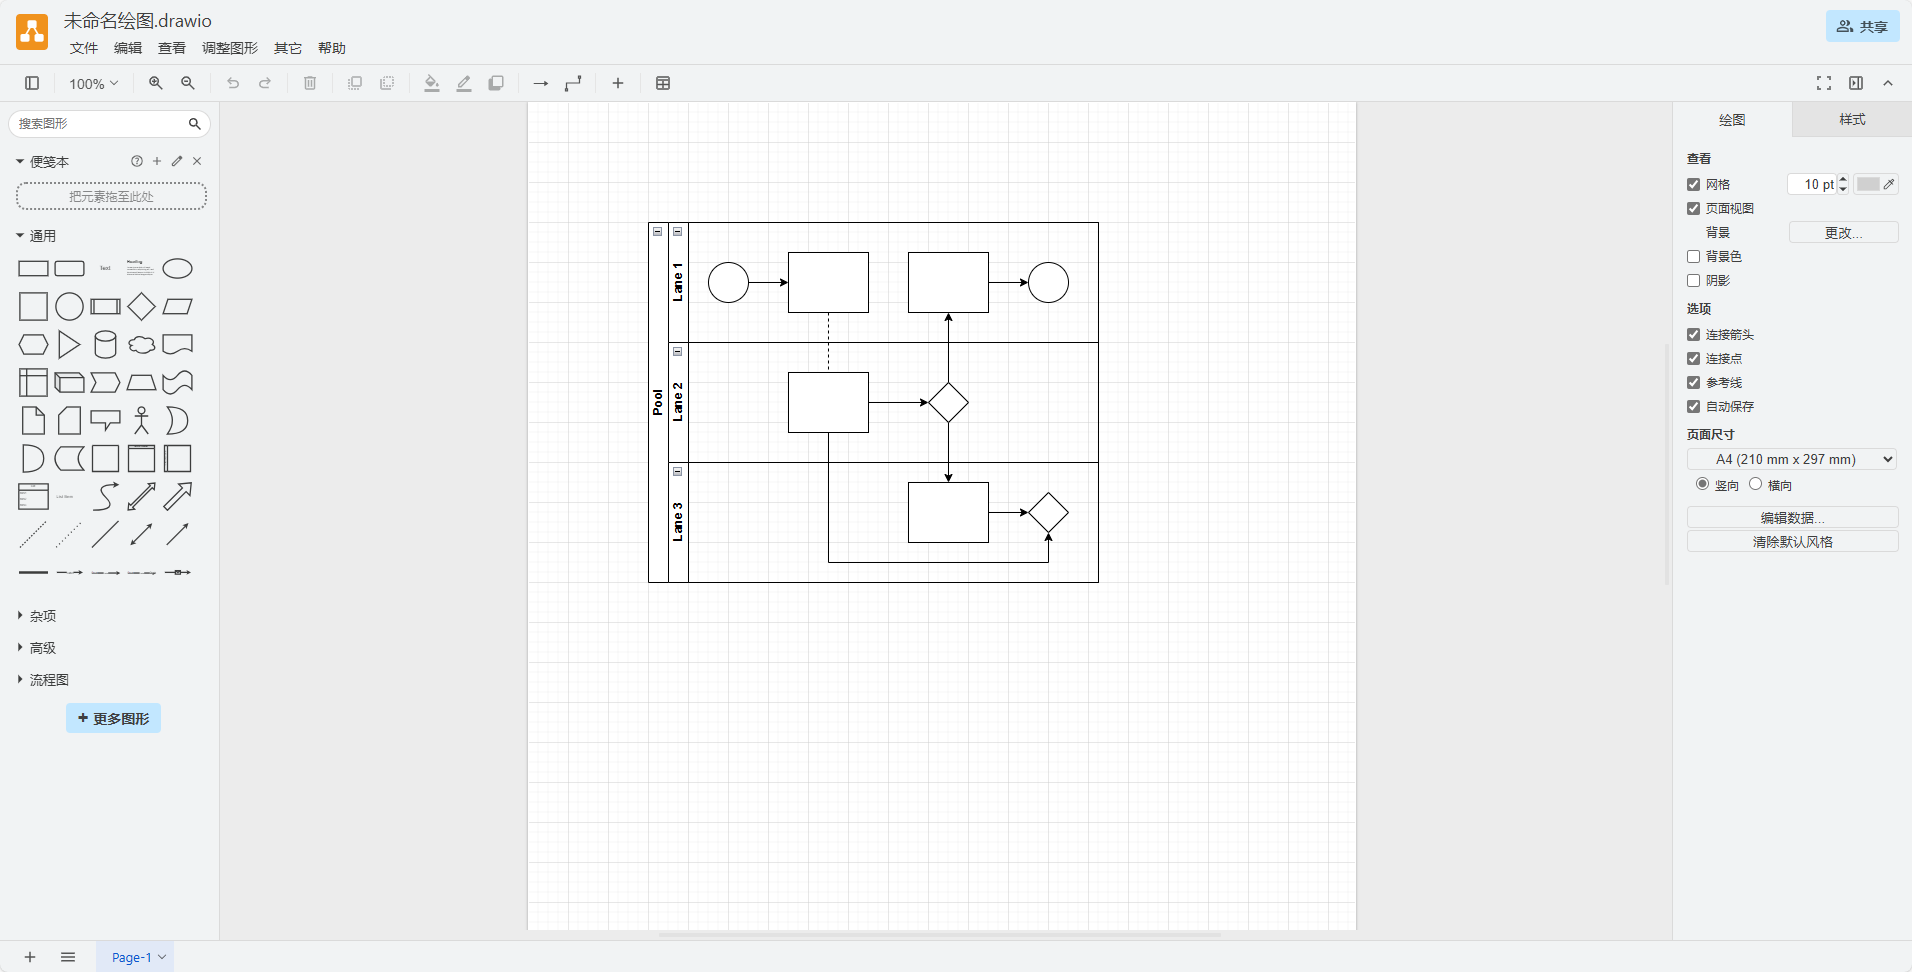 未命名绘图.drawio
文件 编辑 查看 调整图形 其它 帮助
共享
100%
搜索图形
便笺本
把元素拖至此处
通用
Text
Heading
List Item
杂项
高级
流程图
+ 更多图形
Pool
Lane 1
Lane 2
Lane 3
绘图 样式
查看
网格 10 pt
页面视图
背景 更改...
背景色
阴影
选项
连接箭头
连接点
参考线
自动保存
页面尺寸
A4 (210 mm x 297 mm)
竖向 横向
编辑数据...
清除默认风格
Page-1